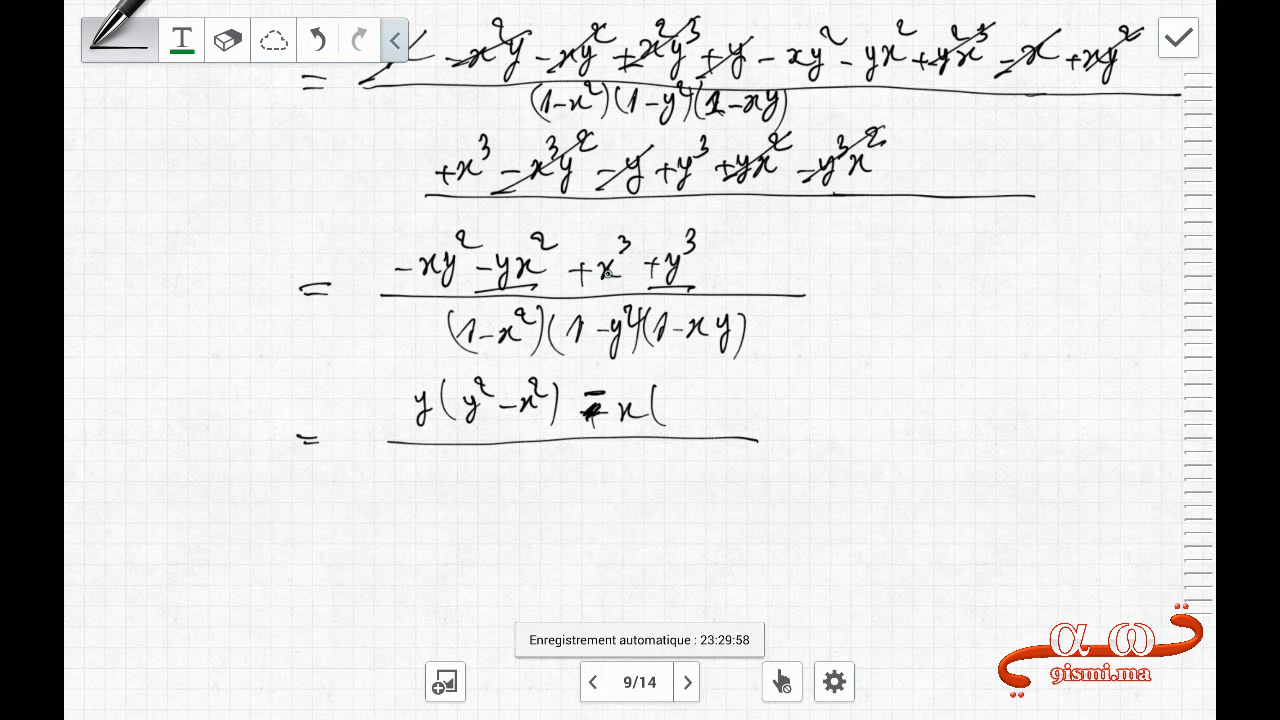 T
= - x²y - xy² + x²y³ + y - xy² - yx² + y²x³ - x + xy²
(1-x²)(1-y²)(1-xy)
+x³ - x³y² - y + y³ + yx² - y³x²
= -xy² - yx² + x³ + y³
(1-x²)(1-y²)(1-xy)
= y(y²-x²) - x(
Enregistrement automatique : 23:29:58
9/14
α ω
gismi.ma